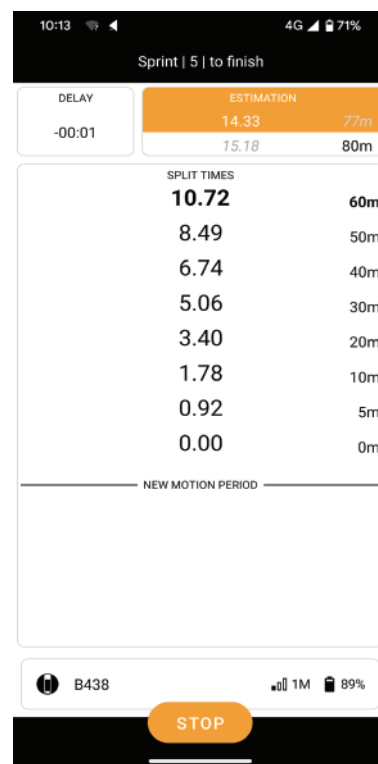 10:13 4G 71%
Sprint | 5 | to finish
DELAY
-00:01
ESTIMATION
14.33 77m
15.18 80m
SPLIT TIMES
10.72 60m
8.49 50m
6.74 40m
5.06 30m
3.40 20m
1.78 10m
0.92 5m
0.00 0m
NEW MOTION PERIOD
B438 1M 89%
STOP